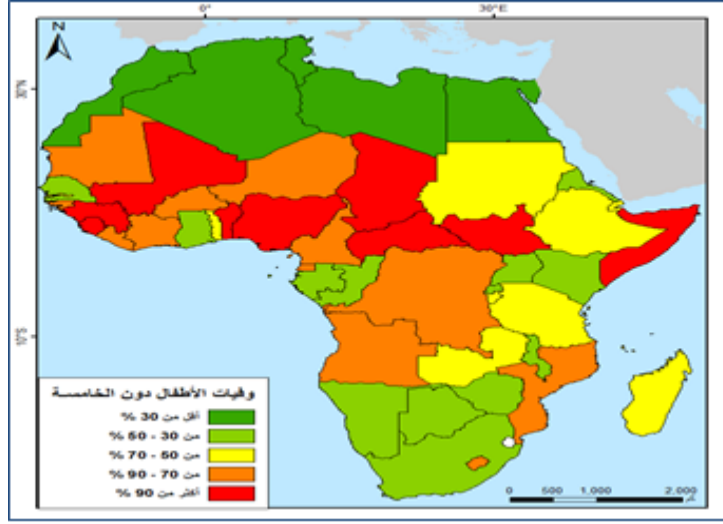 0° 30°E
N
30°N
10°S
وفيات الأطفال دون الخامسة
أقل من 30 %
من 30 - 50 %
من 50 - 70 %
من 70 - 90 %
أكثر من 90 %
0 500 1,000 2,000